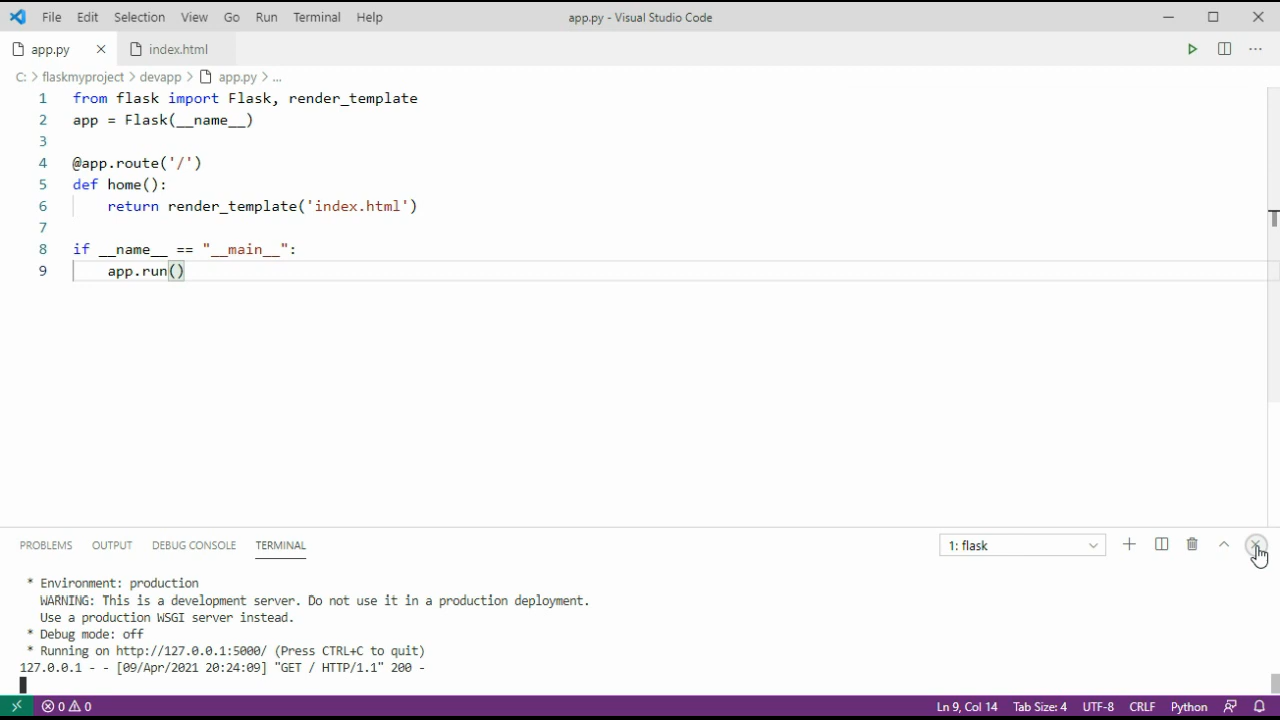 File Edit Selection View Go Run Terminal Help app.py - Visual Studio Code
app.py index.html
C: > flaskmyproject > devapp > app.py > ...
1 from flask import Flask, render_template
2 app = Flask(__name__)
3
4 @app.route('/')
5 def home():
6 return render_template('index.html')
7
8 if __name__ == "__main__":
9 app.run()
PROBLEMS OUTPUT DEBUG CONSOLE TERMINAL 1: flask
* Environment: production
WARNING: This is a development server. Do not use it in a production deployment.
Use a production WSGI server instead.
* Debug mode: off
* Running on http://127.0.0.1:5000/ (Press CTRL+C to quit)
127.0.0.1 - - [09/Apr/2021 20:24:09] "GET / HTTP/1.1" 200 -
0 0 Ln 9, Col 14 Tab Size: 4 UTF-8 CRLF Python